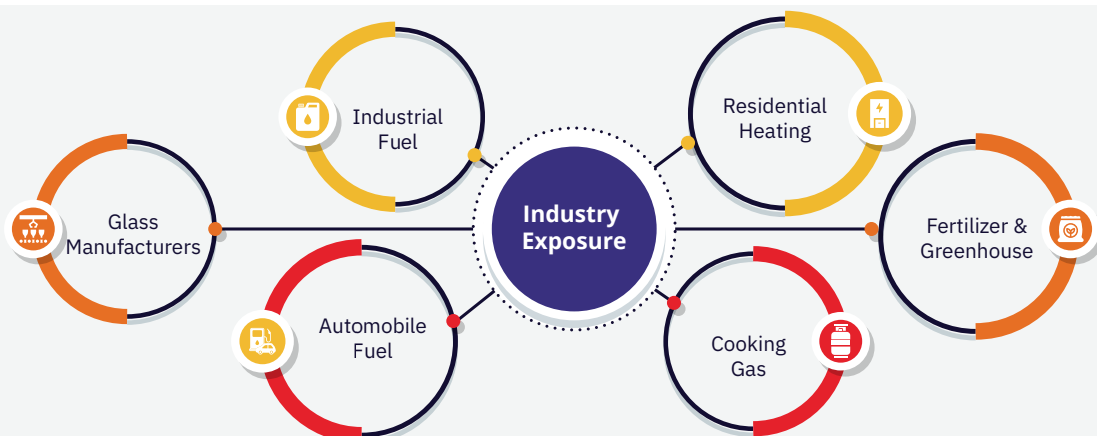 Industrial
Fuel
Residential
Heating
Glass
Manufacturers
Industry
Exposure
Fertilizer &
Greenhouse
Automobile
Fuel
Cooking
Gas